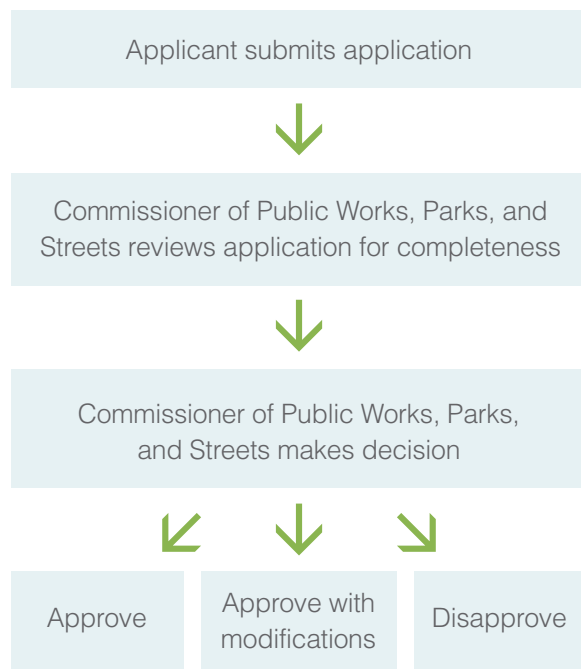 Applicant submits application
Commissioner of Public Works, Parks, and
Streets reviews application for completeness
Commissioner of Public Works, Parks,
and Streets makes decision
Approve
Approve with
modifications
Disapprove